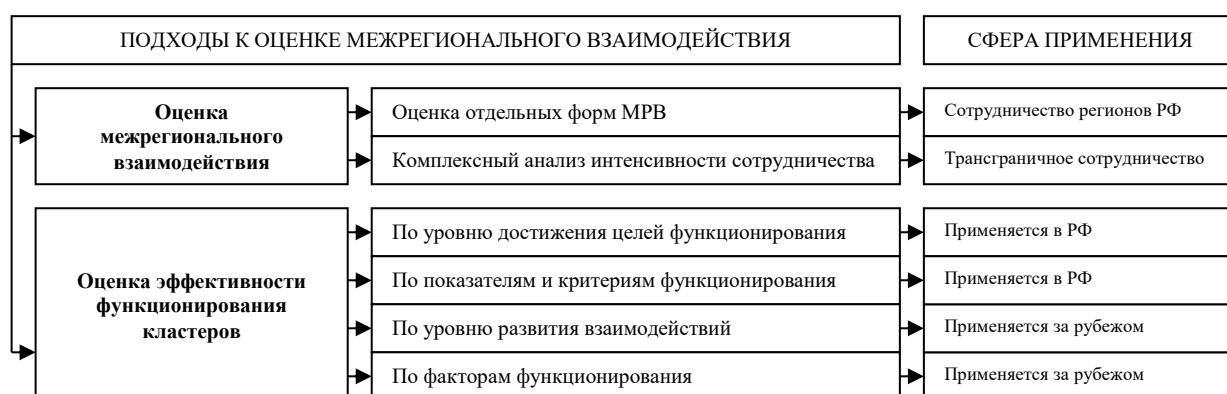 ПОДХОДЫ К ОЦЕНКЕ МЕЖРЕГИОНАЛЬНОГО ВЗАИМОДЕЙСТВИЯ
СФЕРА ПРИМЕНЕНИЯ
Оценка
межрегионального
взаимодействия
Оценка отдельных форм МРВ
Сотрудничество регионов РФ
Комплексный анализ интенсивности сотрудничества
Трансграничное сотрудничество
Оценка эффективности
функционирования
кластеров
По уровню достижения целей функционирования
Применяется в РФ
По показателям и критериям функционирования
Применяется в РФ
По уровню развития взаимодействий
Применяется за рубежом
По факторам функционирования
Применяется за рубежом